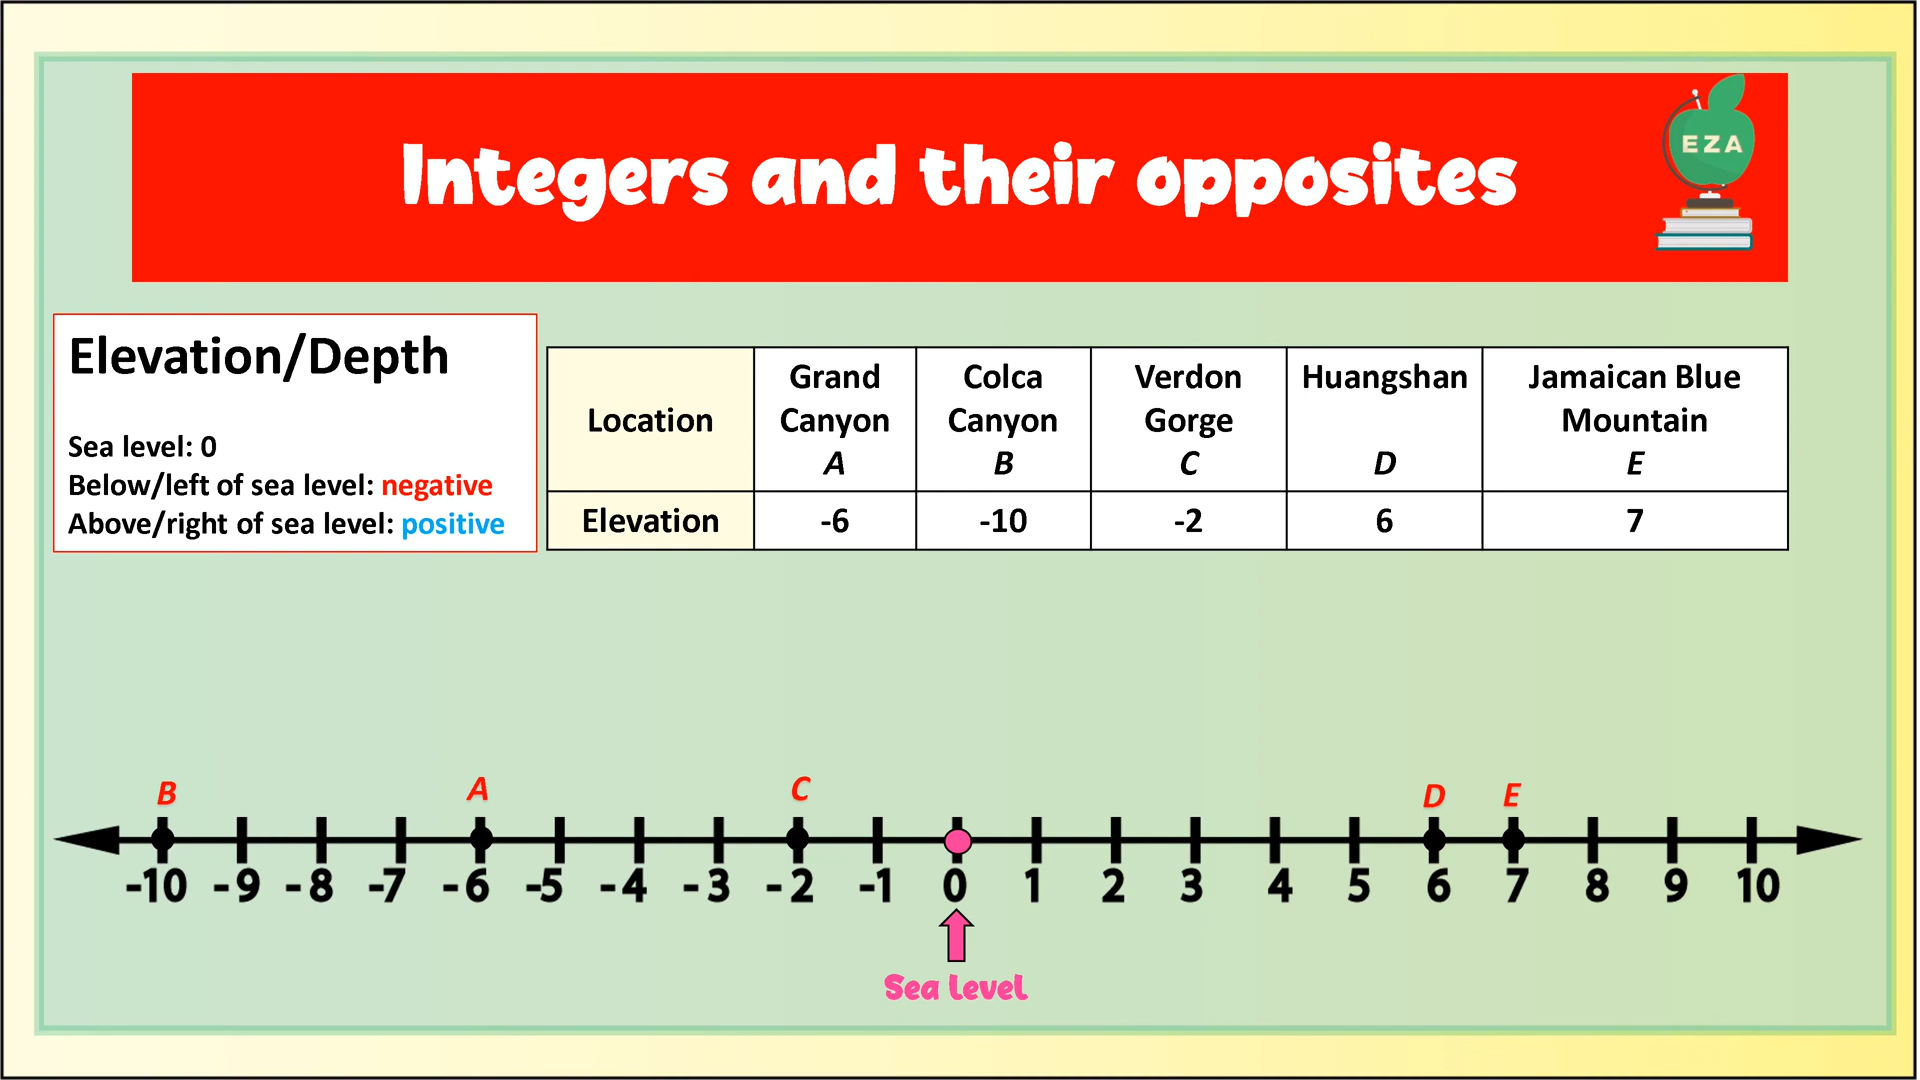 Integers and their opposites
EZA
Elevation/Depth
Sea level: 0
Below/left of sea level: negative
Above/right of sea level: positive
Location
Grand
Canyon
A
Colca
Canyon
B
Verdon
Gorge
C
Huangshan
D
Jamaican Blue
Mountain
E
Elevation -6 -10 -2 6 7
B A C D E
-10 -9 -8 -7 -6 -5 -4 -3 -2 -1 0 1 2 3 4 5 6 7 8 9 10
Sea Level